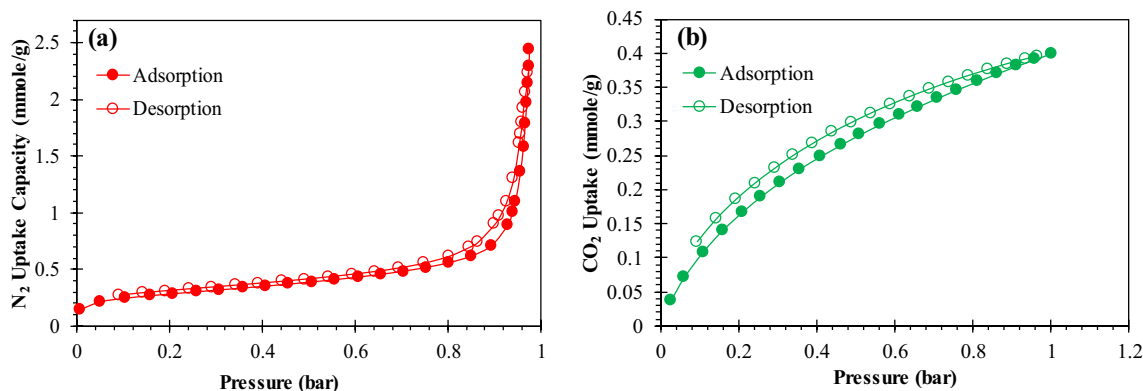 (a)
Adsorption
Desorption
N₂ Uptake Capacity (mmole/g)
2.5
2
1.5
1
0.5
0
0 0.2 0.4 0.6 0.8 1
Pressure (bar)
(b)
Adsorption
Desorption
CO₂ Uptake (mmole/g)
0.45
0.4
0.35
0.3
0.25
0.2
0.15
0.1
0.05
0
0 0.2 0.4 0.6 0.8 1 1.2
Pressure (bar)